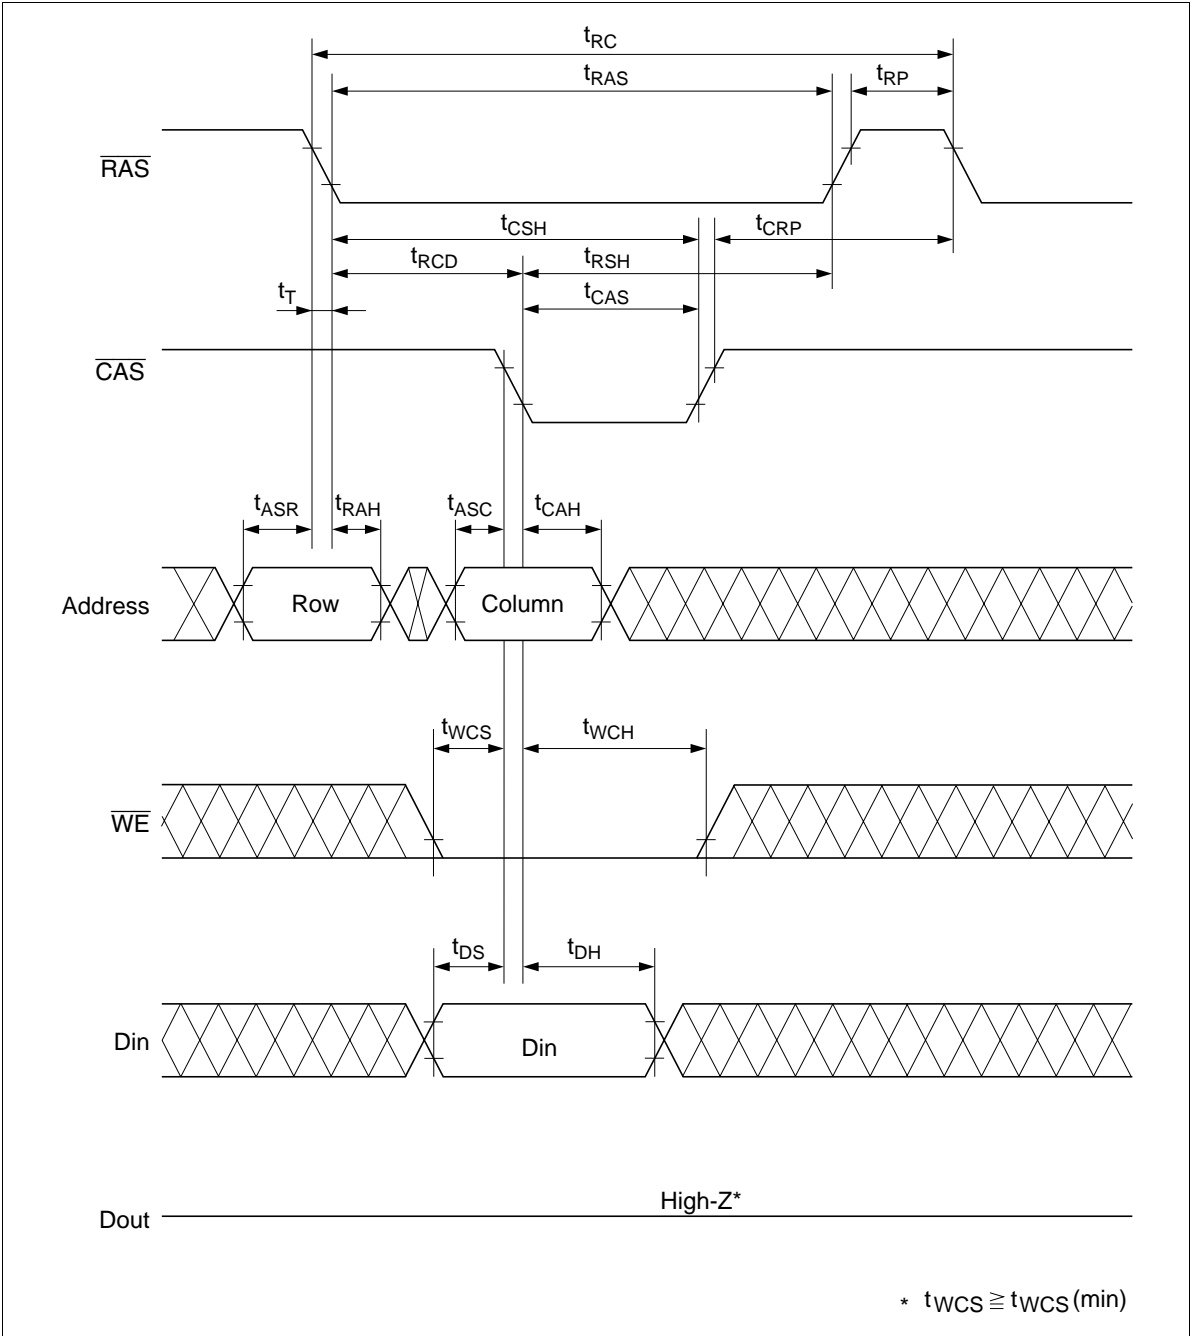 tRC
tRAS
tRP
RAS
tCSH
tCRP
tRCD
tRSH
tT
tCAS
CAS
tASR
tRAH
tASC
tCAH
Address
Row
Column
tWCS
tWCH
WE
tDS
tDH
Din
Din
High-Z*
Dout
* tWCS ≧ tWCS(min)